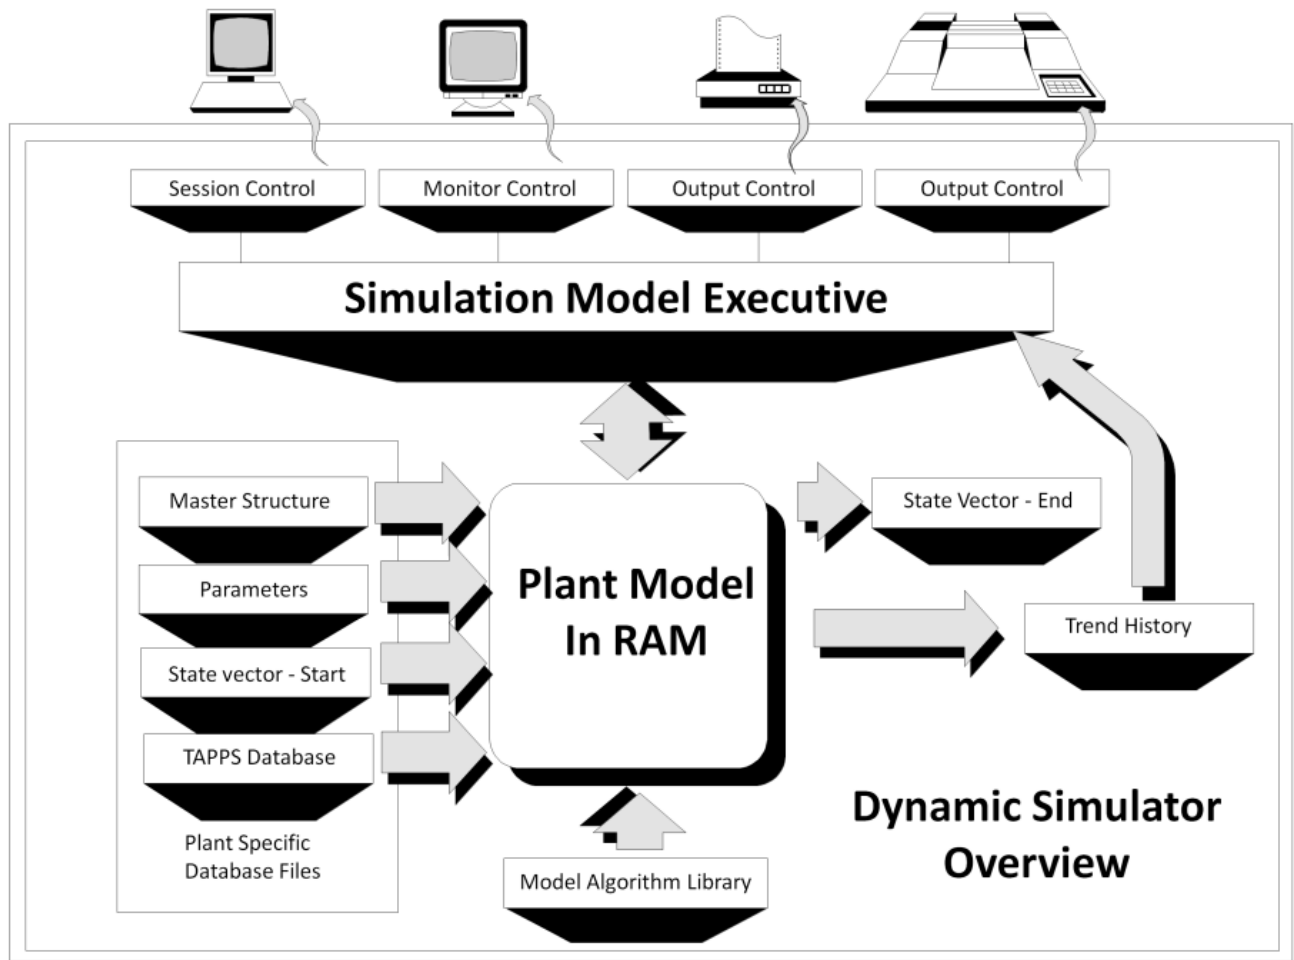 Session Control
Monitor Control
Output Control
Output Control
Simulation Model Executive
Master Structure
Parameters
State vector - Start
TAPPS Database
Plant Specific
Database Files
Plant Model
In RAM
State Vector - End
Trend History
Model Algorithm Library
Dynamic Simulator
Overview